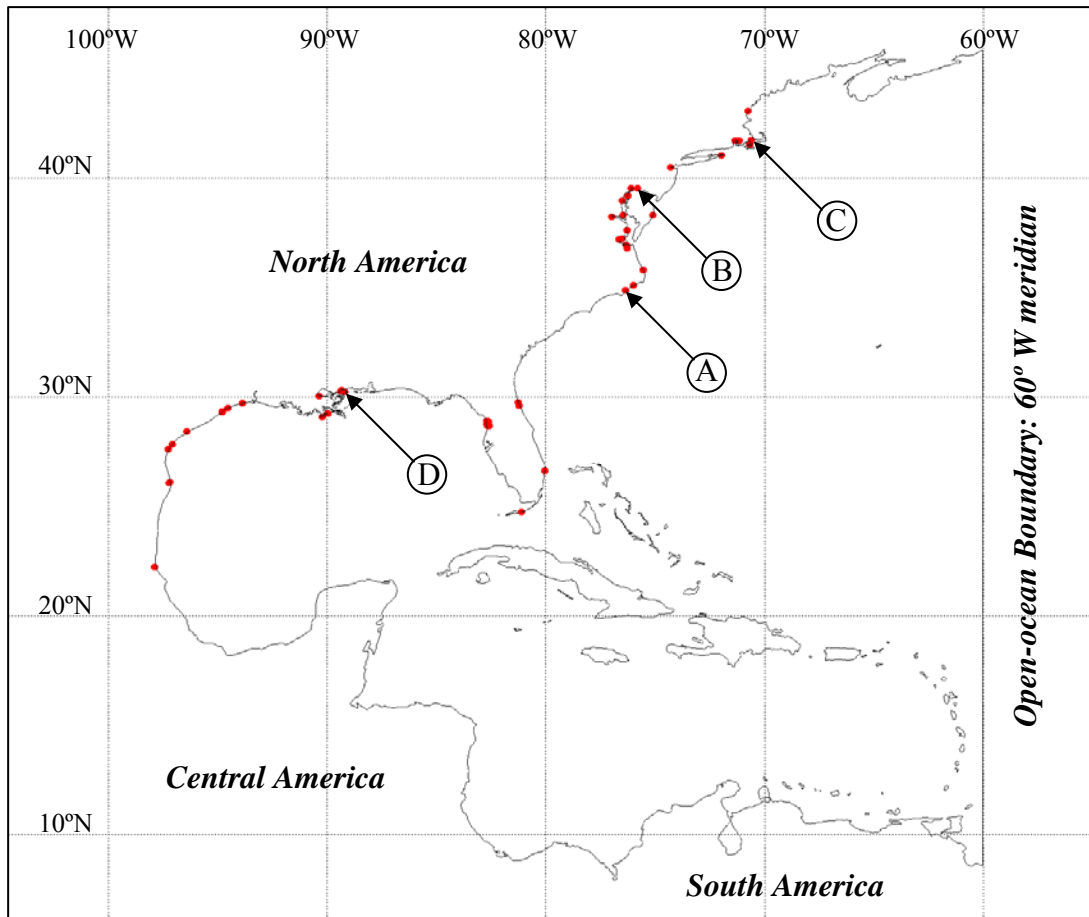 100ºW 90ºW 80ºW 70ºW 60ºW
40ºN
C
North America
B
A
30ºN
D
20ºN
Open-ocean Boundary: 60º W meridian
Central America
10ºN
South America